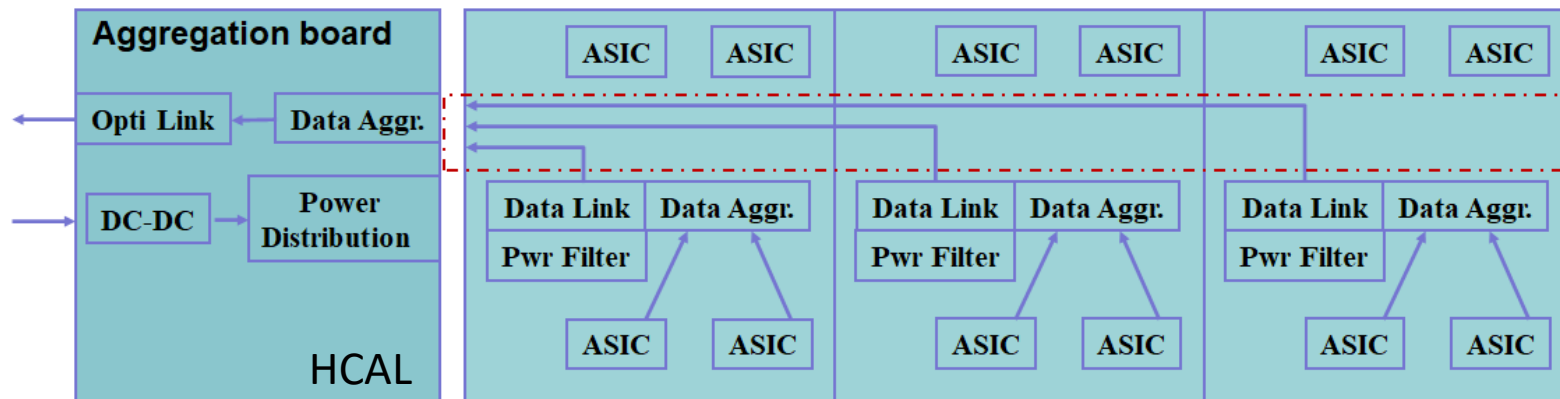 Aggregation board
ASIC ASIC ASIC ASIC ASIC ASIC
Opti Link Data Aggr.
DC-DC Power Distribution
Data Link Data Aggr. Data Link Data Aggr. Data Link Data Aggr.
Pwr Filter Pwr Filter Pwr Filter
ASIC ASIC ASIC ASIC ASIC ASIC
HCAL